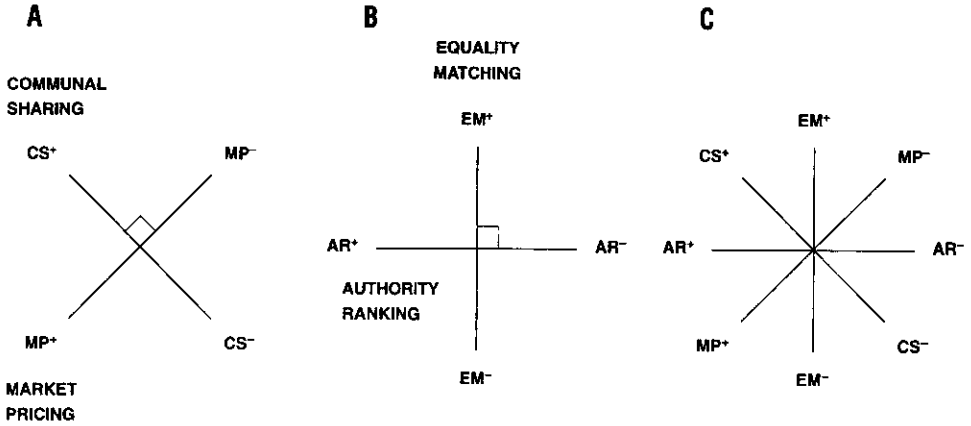 A
COMMUNAL
SHARING
CS⁺
MP⁻
MP⁺
CS⁻
MARKET
PRICING
B
EQUALITY
MATCHING
EM⁺
AR⁺
AR⁻
AUTHORITY
RANKING
EM⁻
C
EM⁺
CS⁺
MP⁻
AR⁺
AR⁻
MP⁺
CS⁻
EM⁻